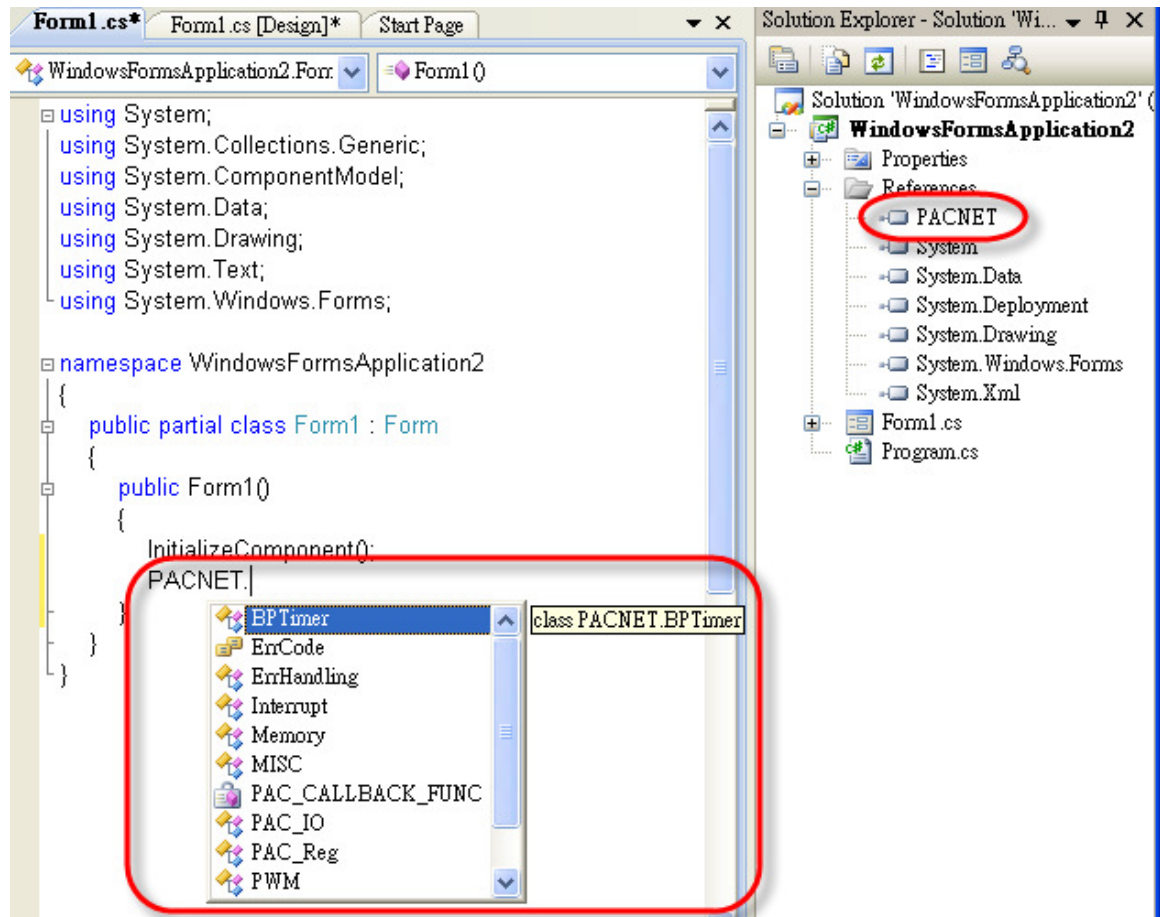 Form1.cs*
Form1.cs [Design]*
Start Page
WindowsFormsApplication2.Forr
Form1()
using System;
using System.Collections.Generic;
using System.ComponentModel;
using System.Data;
using System.Drawing;
using System.Text;
using System.Windows.Forms;
namespace WindowsFormsApplication2
{
public partial class Form1 : Form
{
public Form1()
{
InitializeComponent();
PACNET.
}
}
}
BPTimer
ErrCode
ErrHandling
Interrupt
Memory
MISC
PAC_CALLBACK_FUNC
PAC_IO
PAC_Reg
PWM
class PACNET.BPTimer
Solution Explorer - Solution 'Wi...
Solution 'WindowsFormsApplication2' (
WindowsFormsApplication2
Properties
References
PACNET
System
System.Data
System.Deployment
System.Drawing
System.Windows.Forms
System.Xml
Form1.cs
Program.cs